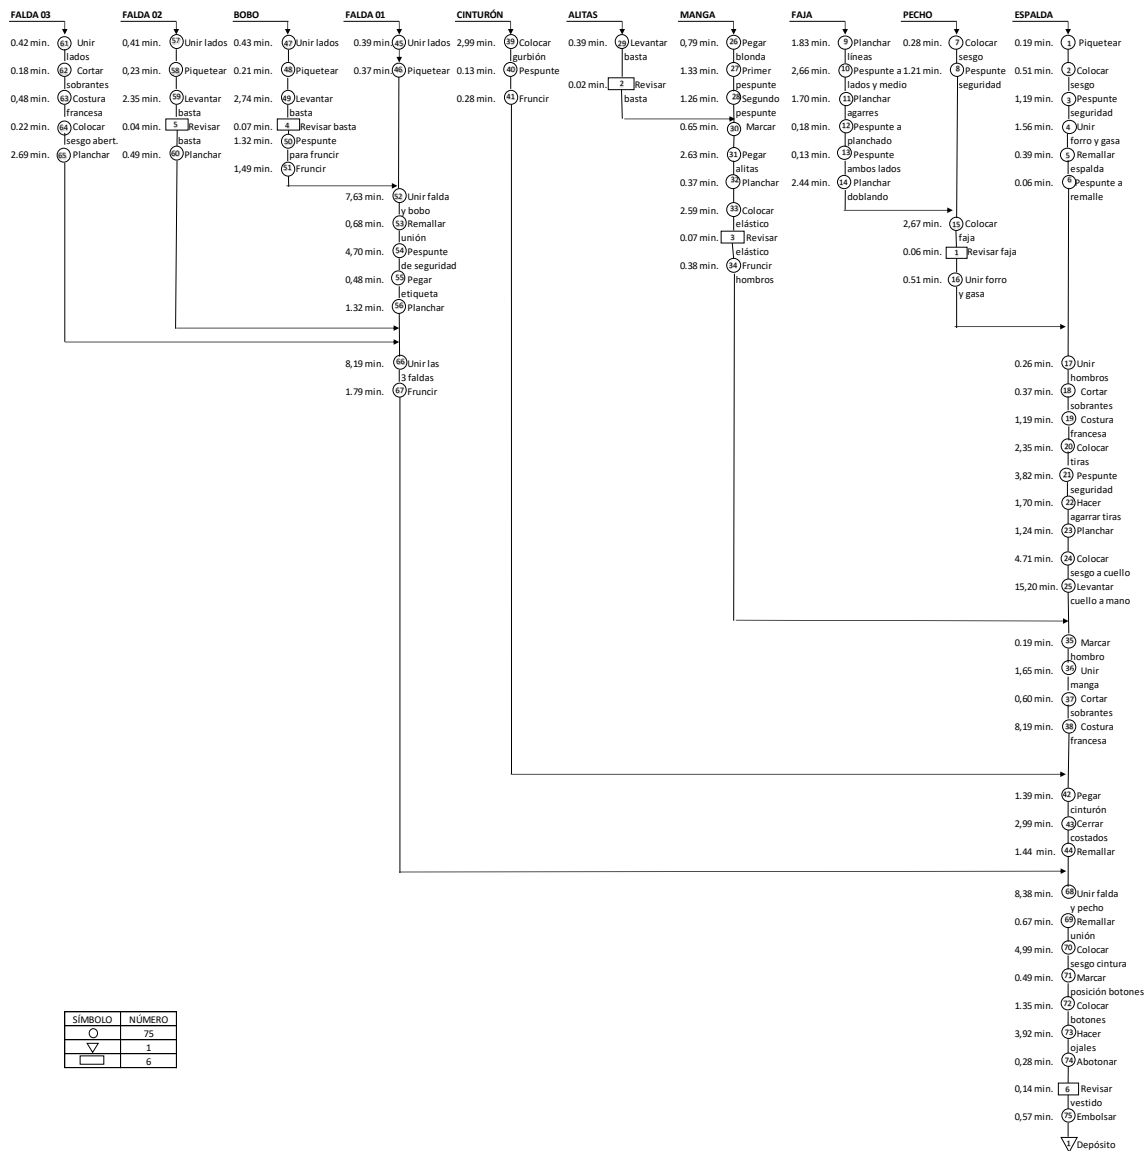 FALDA 03
0.42 min. 61 Unir
lados
0.18 min. 62 Cortar
sobrantes
0,48 min. 63 Costura
francesa
0.22 min. 64 Colocar
sesgo abert.
2.69 min. 65 Planchar
FALDA 02
0,41 min. 57 Unir lados
0,23 min. 58 Piquetear
2.35 min. 59 Levantar
basta
0.04 min. 5 Revisar
basta
0.49 min. 60 Planchar
BOBO
0.43 min. 47 Unir lados
0.21 min. 48 Piquetear
2,74 min. 49 Levantar
basta
0.07 min. 4 Revisar basta
1.32 min. 50 Pespunte
para fruncir
1,49 min. 51 Fruncir
FALDA 01
0.39 min. 45 Unir lados
0.37 min. 46 Piquetear
7,63 min. 52 Unir falda
y bobo
0,68 min. 53 Remallar
unión
4,70 min. 54 Pespunte
de seguridad
0,48 min. 55 Pegar
etiqueta
1.32 min. 56 Planchar
8,19 min. 66 Unir las
3 faldas
1.79 min. 67 Fruncir
CINTURÓN
2,99 min. 39 Colocar
gurbión
0.13 min. 40 Pespunte
0.28 min. 41 Fruncir
ALITAS
0.39 min. 29 Levantar
basta
0.02 min. 2 Revisar
basta
MANGA
0,79 min. 26 Pegar
blonda
1.33 min. 27 Primer
pespunte
1.26 min. 28 Segundo
pespunte
0.65 min. 30 Marcar
2.63 min. 31 Pegar
alitas
0.37 min. 32 Planchar
2.59 min. 33 Colocar
elástico
0.07 min. 3 Revisar
elástico
0.38 min. 34 Fruncir
hombros
FAJA
1.83 min. 9 Planchar
líneas
2,66 min. 10 Pespunte a
lados y medio
1.70 min. 11 Planchar
agarres
0,18 min. 12 Pespunte a
planchado
0,13 min. 13 Pespunte
ambos lados
2.44 min. 14 Planchar
doblando
PECHO
0.28 min. 7 Colocar
sesgo
1.21 min. 8 Pespunte
seguridad
2,67 min. 15 Colocar
faja
0.06 min. 1 Revisar faja
0.51 min. 16 Unir forro
y gasa
ESPALDA
0.19 min. 1 Piquetear
0.51 min. 2 Colocar
sesgo
1,19 min. 3 Pespunte
seguridad
1.56 min. 4 Unir
forro y gasa
0.39 min. 5 Remallar
espalda
0.06 min. 6 Pespunte a
remalle
0.26 min. 17 Unir
hombros
0.37 min. 18 Cortar
sobrantes
1,19 min. 19 Costura
francesa
2,35 min. 20 Colocar
tiras
3,82 min. 21 Pespunte
seguridad
1,70 min. 22 Hacer
agarrar tiras
1,24 min. 23 Planchar
4.71 min. 24 Colocar
sesgo a cuello
15,20 min. 25 Levantar
cuello a mano
0.19 min. 35 Marcar
hombro
1,65 min. 36 Unir
manga
0,60 min. 37 Cortar
sobrantes
8,19 min. 38 Costura
francesa
1.39 min. 42 Pegar
cinturón
2,99 min. 43 Cerrar
costados
1.44 min. 44 Remallar
8,38 min. 68 Unir falda
y pecho
0.67 min. 69 Remallar
unión
4,99 min. 70 Colocar
sesgo cintura
0.49 min. 71 Marcar
posición botones
1.35 min. 72 Colocar
botones
3,92 min. 73 Hacer
ojales
0,28 min. 74 Abotonar
0,14 min. 6 Revisar
vestido
0,57 min. 75 Embolsar
1 Depósito
SÍMBOLO NÚMERO
75
1
6